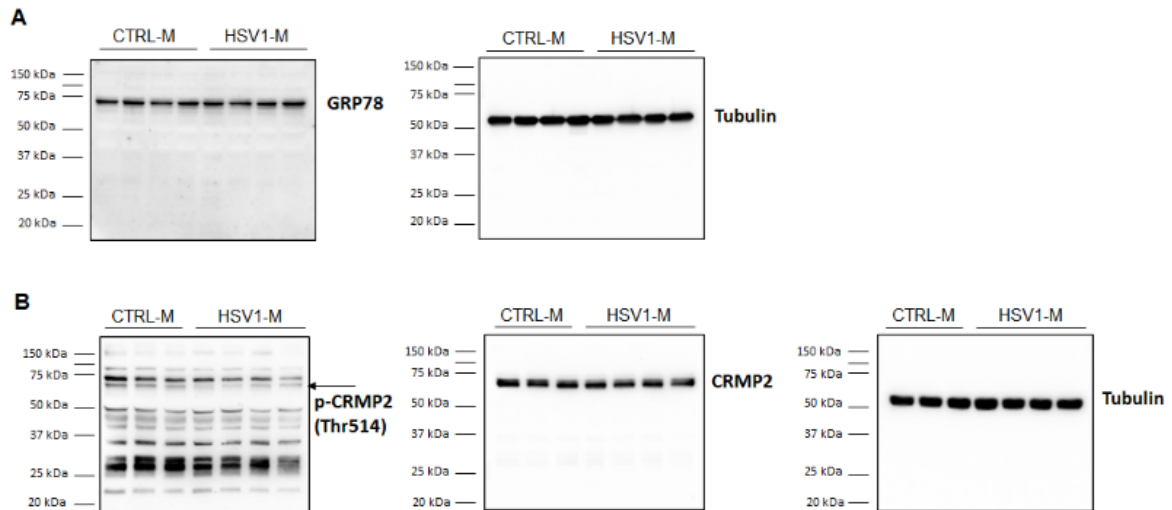 A
CTRL-M HSV1-M
150 kDa
75 kDa
50 kDa
37 kDa
25 kDa
20 kDa
GRP78
CTRL-M HSV1-M
150 kDa
75 kDa
50 kDa
37 kDa
25 kDa
20 kDa
Tubulin
B
CTRL-M HSV1-M
150 kDa
75 kDa
50 kDa
37 kDa
25 kDa
20 kDa
p-CRMP2
(Thr514)
CTRL-M HSV1-M
150 kDa
75 kDa
50 kDa
37 kDa
25 kDa
20 kDa
CRMP2
CTRL-M HSV1-M
150 kDa
75 kDa
50 kDa
37 kDa
25 kDa
20 kDa
Tubulin